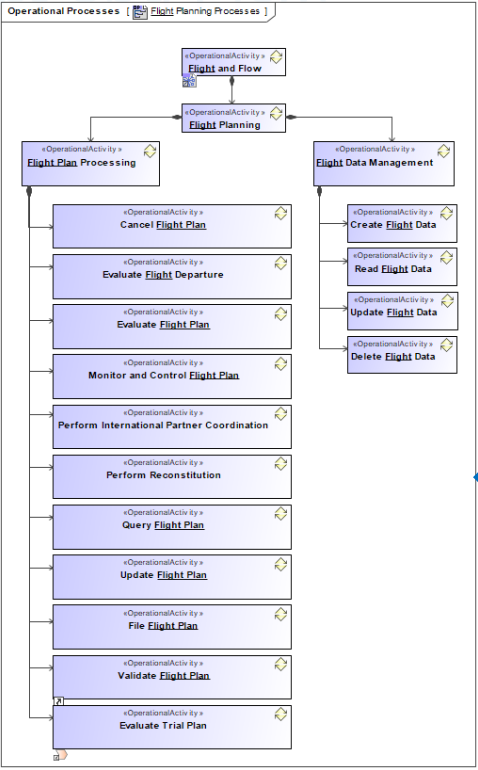 Operational Processes [ Flight Planning Processes ]
«OperationalActivity»
Flight and Flow
«OperationalActivity»
Flight Planning
«OperationalActivity»
Flight Plan Processing
«OperationalActivity»
Flight Data Management
«OperationalActivity»
Cancel Flight Plan
«OperationalActivity»
Evaluate Flight Departure
«OperationalActivity»
Evaluate Flight Plan
«OperationalActivity»
Monitor and Control Flight Plan
«OperationalActivity»
Perform International Partner Coordination
«OperationalActivity»
Perform Reconstitution
«OperationalActivity»
Query Flight Plan
«OperationalActivity»
Update Flight Plan
«OperationalActivity»
File Flight Plan
«OperationalActivity»
Validate Flight Plan
«OperationalActivity»
Evaluate Trial Plan
«OperationalActivity»
Create Flight Data
«OperationalActivity»
Read Flight Data
«OperationalActivity»
Update Flight Data
«OperationalActivity»
Delete Flight Data